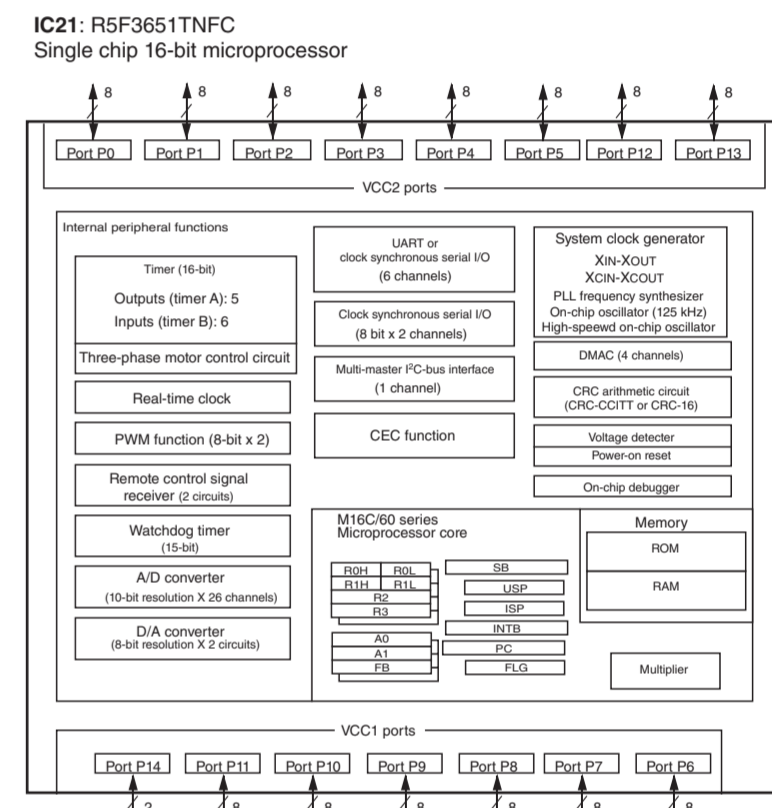 IC21: R5F3651TNFC
Single chip 16-bit microprocessor
8 8 8 8 8 8 8 8
Port P0 Port P1 Port P2 Port P3 Port P4 Port P5 Port P12 Port P13
VCC2 ports
Internal peripheral functions
Timer (16-bit)
Outputs (timer A): 5
Inputs (timer B): 6
Three-phase motor control circuit
Real-time clock
PWM function (8-bit x 2)
Remote control signal
receiver (2 circuits)
Watchdog timer
(15-bit)
A/D converter
(10-bit resolution X 26 channels)
D/A converter
(8-bit resolution X 2 circuits)
UART or
clock synchronous serial I/O
(6 channels)
Clock synchronous serial I/O
(8 bit x 2 channels)
Multi-master I²C-bus interface
(1 channel)
CEC function
System clock generator
XIN-XOUT
XCIN-XCOUT
PLL frequency synthesizer
On-chip oscillator (125 kHz)
High-speewd on-chip oscillator
DMAC (4 channels)
CRC arithmetic circuit
(CRC-CCITT or CRC-16)
Voltage detecter
Power-on reset
On-chip debugger
M16C/60 series
Microprocessor core
R0H R0L
R1H R1L
R2
R3
A0
A1
FB
SB
USP
ISP
INTB
PC
FLG
Memory
ROM
RAM
Multiplier
VCC1 ports
Port P14 Port P11 Port P10 Port P9 Port P8 Port P7 Port P6
2 8 8 8 8 8 8